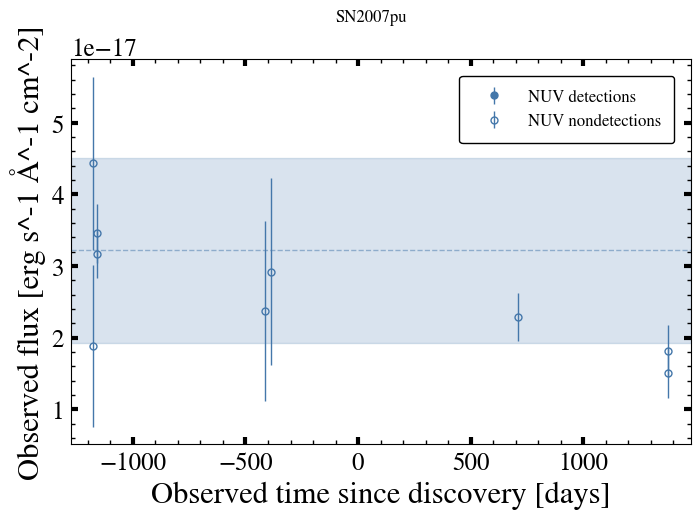 SN2007pu
1e−17
NUV detections
NUV nondetections
5
4
3
2
1
Observed flux [erg s^-1 Å^-1 cm^-2]
−1000 −500 0 500 1000
Observed time since discovery [days]